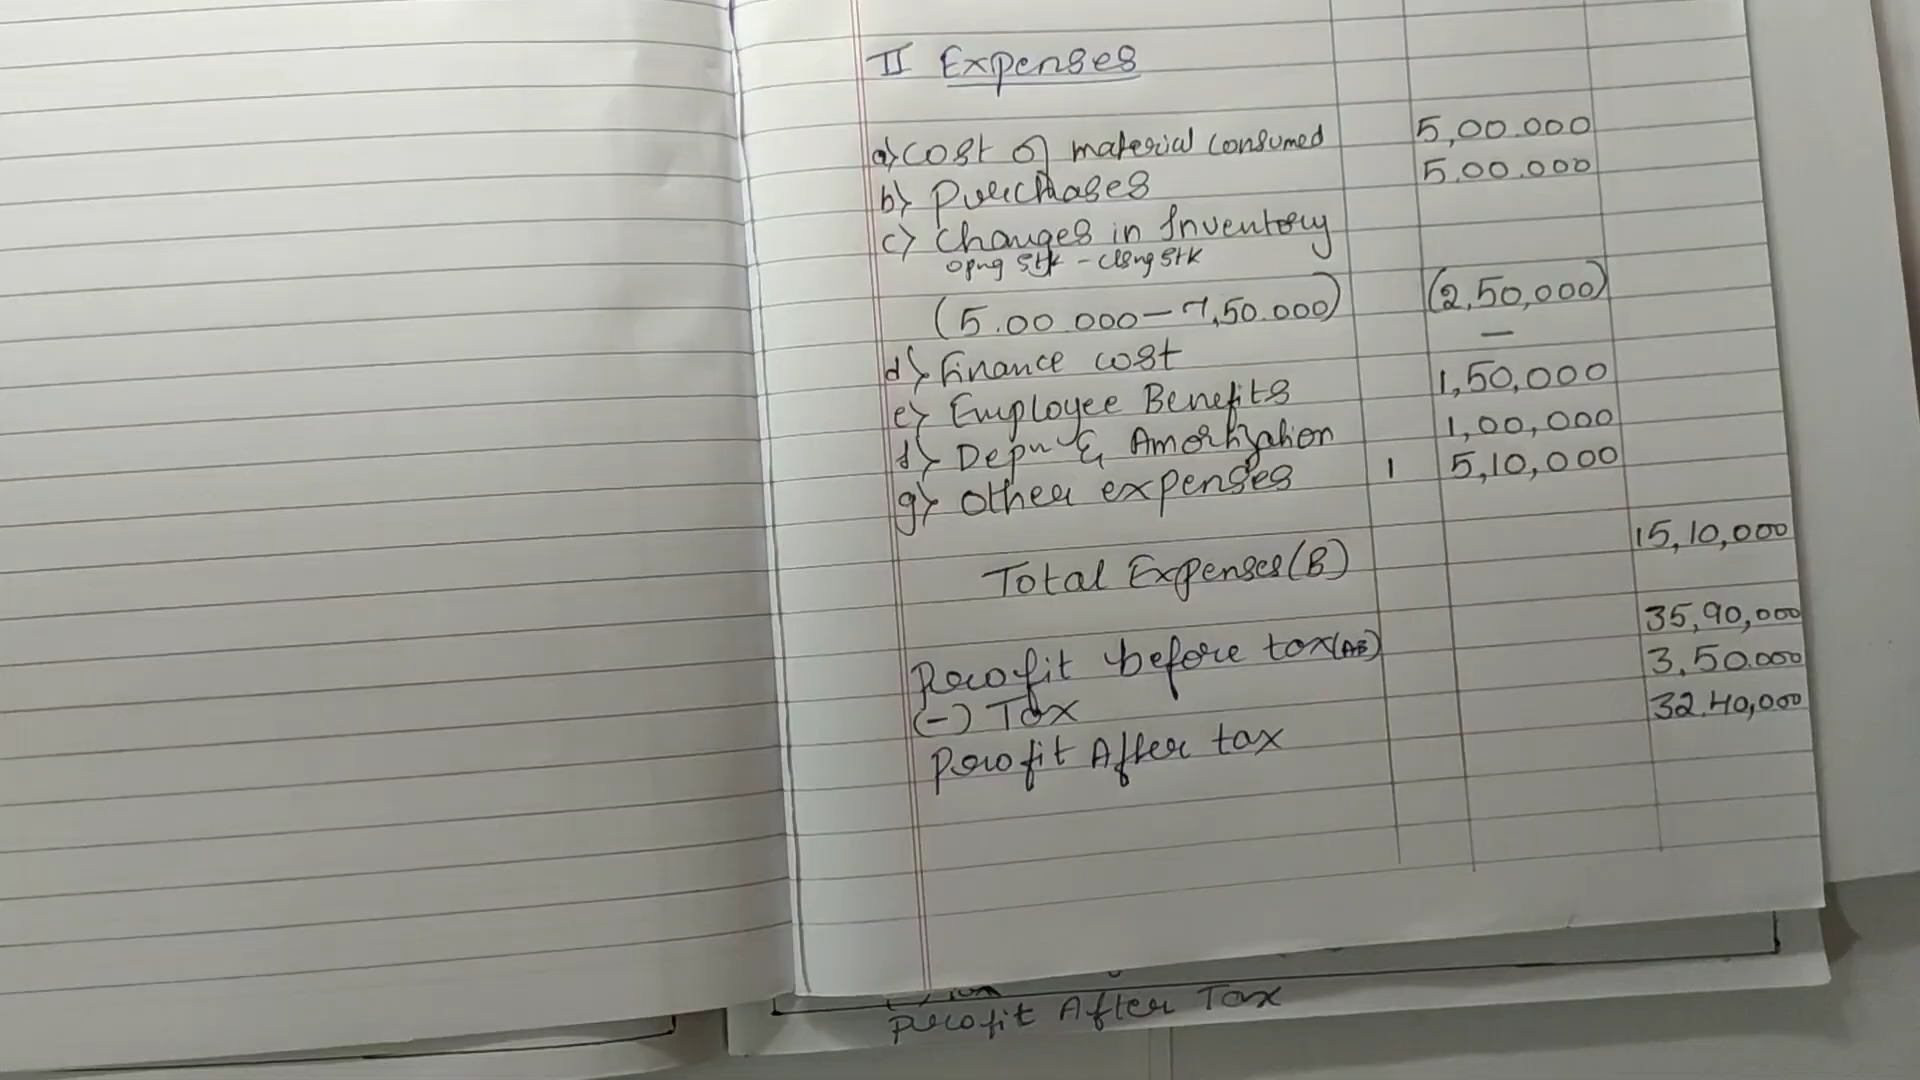 II Expenses
a) Cost of material Consumed 5,00.000
b) Purchases 5.00.000
c) Changes in Inventory
opng Stk - Clsng Stk
(5.00 000 - 7,50.000) (2,50,000)
d) Finance cost —
e) Employee Benefits 1,50,000
f) Depn & Amortization 1,00,000
g) Other expenses 1 5,10,000
Total Expenses (B) 15,10,000
Profit before tax (AB) 35,90,000
(-) Tax 3,50.000
Profit After tax 32.40,000
Profit After Tax